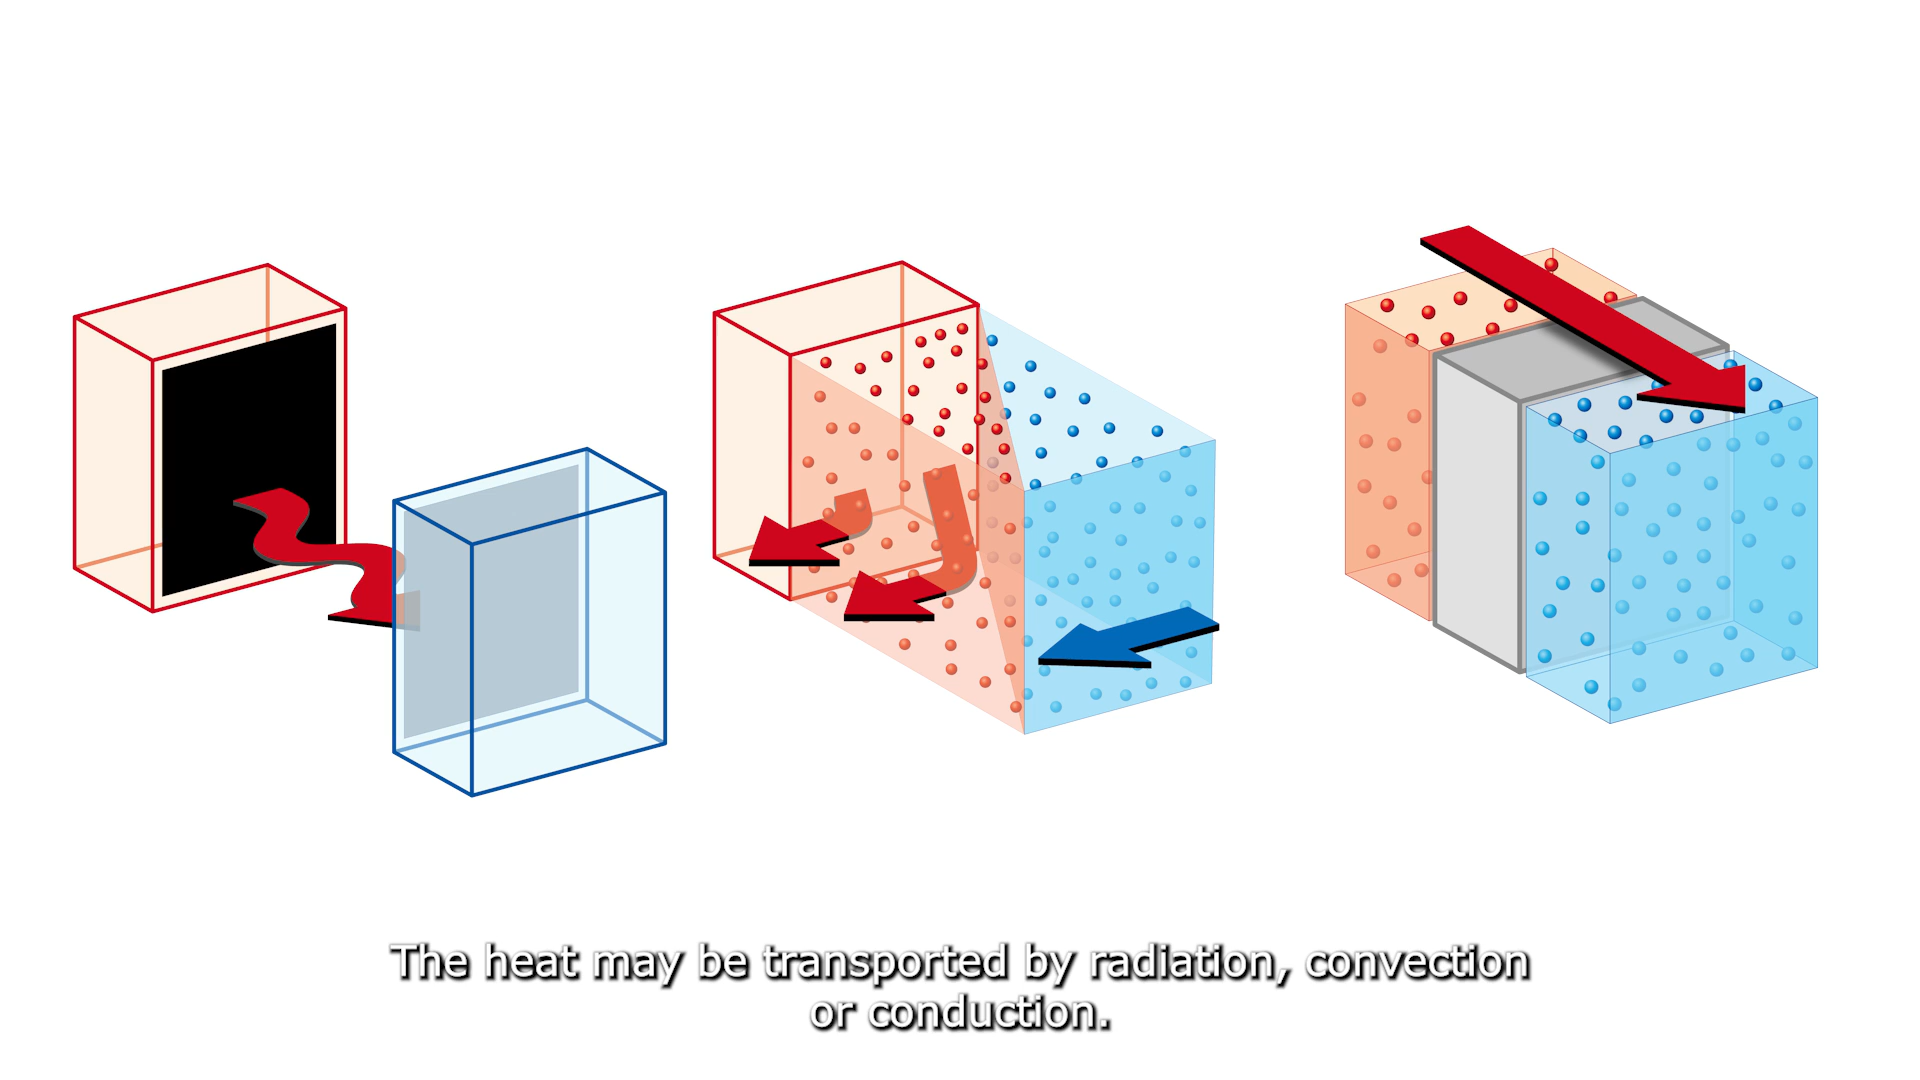 The heat may be transported by radiation, convection
or conduction.